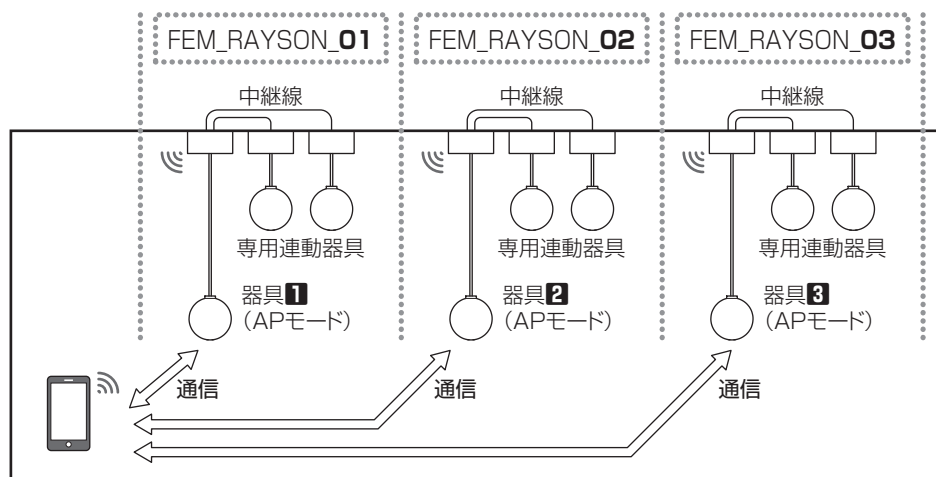 FEM_RAYSON_01
FEM_RAYSON_02
FEM_RAYSON_03
中継線
中継線
中継線
専用連動器具
専用連動器具
専用連動器具
器具1
(APモード)
器具2
(APモード)
器具3
(APモード)
通信
通信
通信